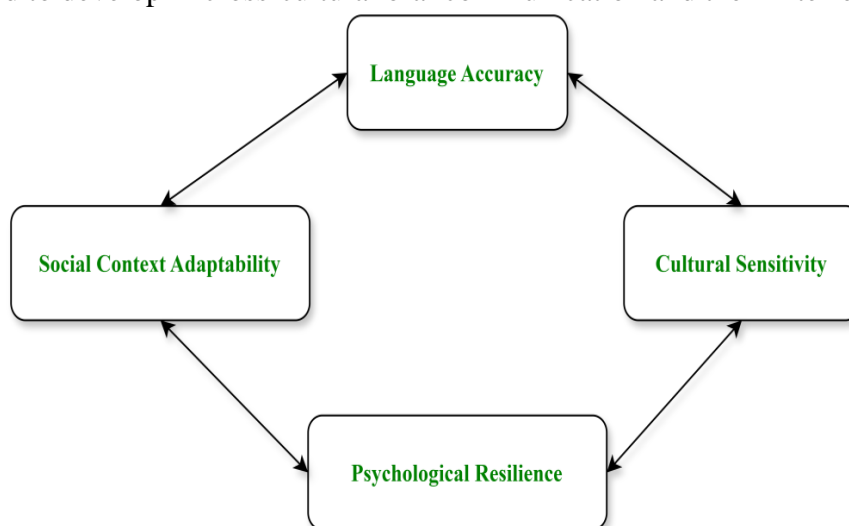 Language Accuracy
Social Context Adaptability
Cultural Sensitivity
Psychological Resilience